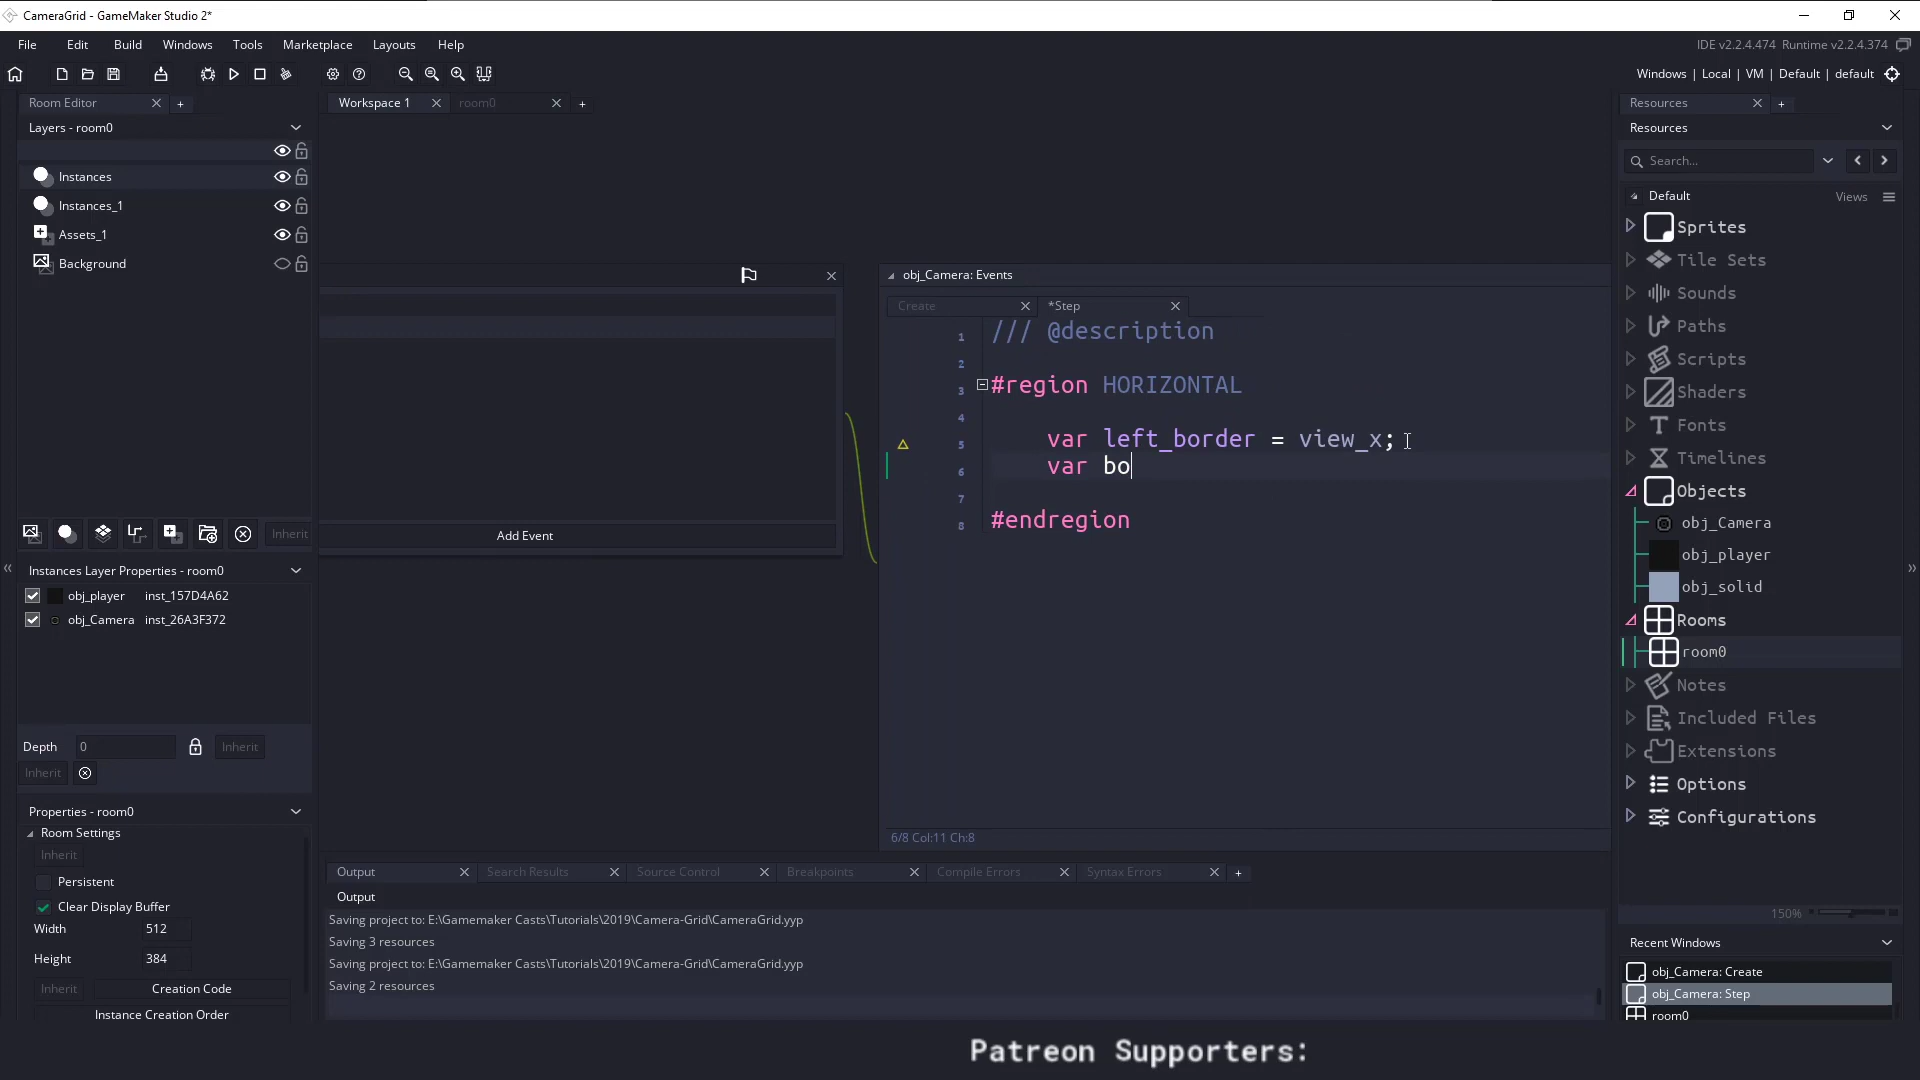 CameraGrid - GameMaker Studio 2*
File Edit Build Windows Tools Marketplace Layouts Help
IDE v2.2.4.474 Runtime v2.2.4.374
Windows | Local | VM | Default | default
Room Editor
Layers - room0
Instances
Instances_1
Assets_1
Background
Inherit
Instances Layer Properties - room0
obj_player inst_157D4A62
obj_Camera inst_26A3F372
Depth 0 Inherit
Inherit
Properties - room0
Room Settings
Inherit
Persistent
Clear Display Buffer
Width 512
Height 384
Inherit Creation Code
Instance Creation Order
Workspace 1 room0
Add Event
obj_Camera: Events
Create *Step
1 /// @description
2
3 #region HORIZONTAL
4
5 var left_border = view_x;
6 var bo
7
8 #endregion
6/8 Col:11 Ch:8
Output Search Results Source Control Breakpoints Compile Errors Syntax Errors
Output
Saving project to: E:\Gamemaker Casts\Tutorials\2019\Camera-Grid\CameraGrid.yyp
Saving 3 resources
Saving project to: E:\Gamemaker Casts\Tutorials\2019\Camera-Grid\CameraGrid.yyp
Saving 2 resources
Resources
Resources
Search...
Default Views
Sprites
Tile Sets
Sounds
Paths
Scripts
Shaders
Fonts
Timelines
Objects
obj_Camera
obj_player
obj_solid
Rooms
room0
Notes
Included Files
Extensions
Options
Configurations
150%
Recent Windows
obj_Camera: Create
obj_Camera: Step
room0
Patreon Supporters: